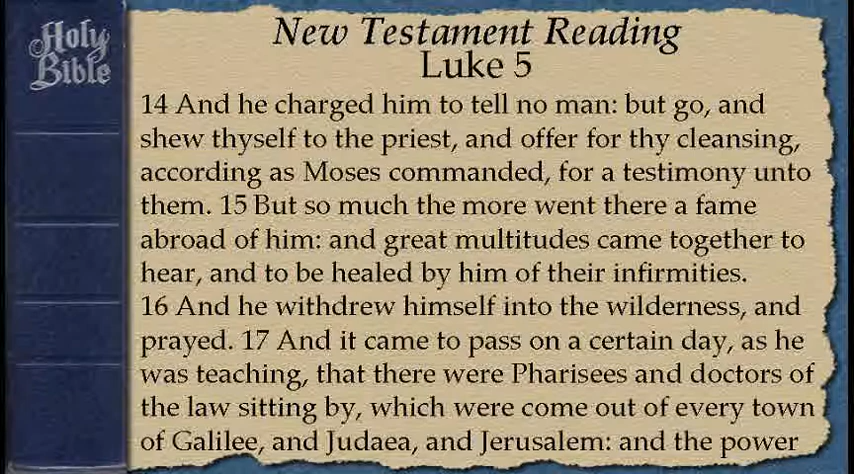 Holy
Bible
New Testament Reading
Luke 5
14 And he charged him to tell no man: but go, and
shew thyself to the priest, and offer for thy cleansing,
according as Moses commanded, for a testimony unto
them. 15 But so much the more went there a fame
abroad of him: and great multitudes came together to
hear, and to be healed by him of their infirmities.
16 And he withdrew himself into the wilderness, and
prayed. 17 And it came to pass on a certain day, as he
was teaching, that there were Pharisees and doctors of
the law sitting by, which were come out of every town
of Galilee, and Judaea, and Jerusalem: and the power